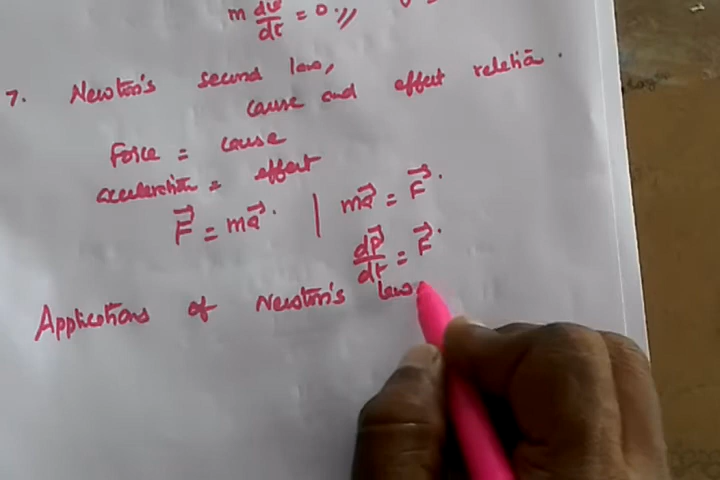 m dv/dt = 0.//
7. Newton's second law,
cause and effect relation.
Force = cause
acceleration = effect
F⃗ = ma⃗. | ma⃗ = F⃗.
dP⃗/dt = F⃗.
Applications of Newton's law